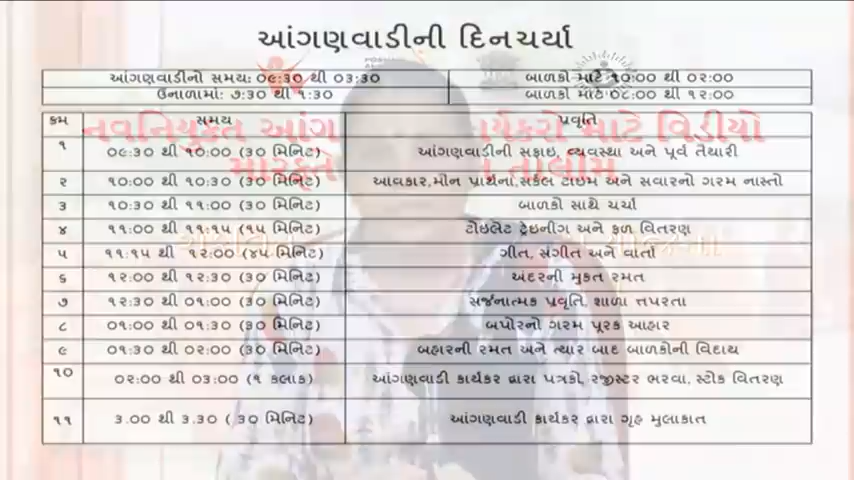 આંગણવાડીની દિનચર્યા
આંગણવાડીનો સમય: ૦૯:૩૦ થી ૦૩:૩૦ બાળકો માટે ૧૦:૦૦ થી ૦૨:૦૦
ઉનાળામાં: ૭:૩૦ થી ૧:૩૦ બાળકો માટે ૦૮:૦૦ થી ૧૨:૦૦
ક્રમ સમય પ્રવૃતિ
૧ ૦૯:૩૦ થી ૧૦:૦૦ (૩૦ મિનિટ) આંગણવાડીની સફાઇ, વ્યવસ્થા અને પૂર્વ તૈયારી
૨ ૧૦:૦૦ થી ૧૦:૩૦ (૩૦ મિનિટ) આવકાર,મૌન પ્રાર્થના,સર્કલ ટાઇમ અને સવારનો ગરમ નાસ્તો
૩ ૧૦:૩૦ થી ૧૧:૦૦ (૩૦ મિનિટ) બાળકો સાથે ચર્ચા
૪ ૧૧:૦૦ થી ૧૧:૧૫ (૧૫ મિનિટ) ટોઇલેટ ટ્રેઇનીંગ અને ફળ વિતરણ
૫ ૧૧:૧૫ થી ૧૨:૦૦ (૪૫ મિનિટ) ગીત, સંગીત અને વાર્તા
૬ ૧૨:૦૦ થી ૧૨:૩૦ (૩૦ મિનિટ) અંદરની મુકત રમત
૭ ૧૨:૩૦ થી ૦૧:૦૦ (૩૦ મિનિટ) સર્જનાત્મક પ્રવૃતિ, શાળા તત્પરતા
૮ ૦૧:૦૦ થી ૦૧:૩૦ (૩૦ મિનિટ) બપોરનો ગરમ પૂરક આહાર
૯ ૦૧:૩૦ થી ૦૨:૦૦ (૩૦ મિનિટ) બહારની રમત અને ત્યાર બાદ બાળકોની વિદાય
૧૦ ૦૨:૦૦ થી ૦૩:૦૦ (૧ કલાક) આંગણવાડી કાર્યકર દ્વારા પત્રકો, રજીસ્ટર ભરવા, સ્ટોક વિતરણ
૧૧ ૩.૦૦ થી ૩.૩૦ ( ૩૦ મિનિટ) આંગણવાડી કાર્યકર દ્વારા ગૃહ મુલાકાત
નવનિયુક્ત માટે વિડીયો
તાલીમ